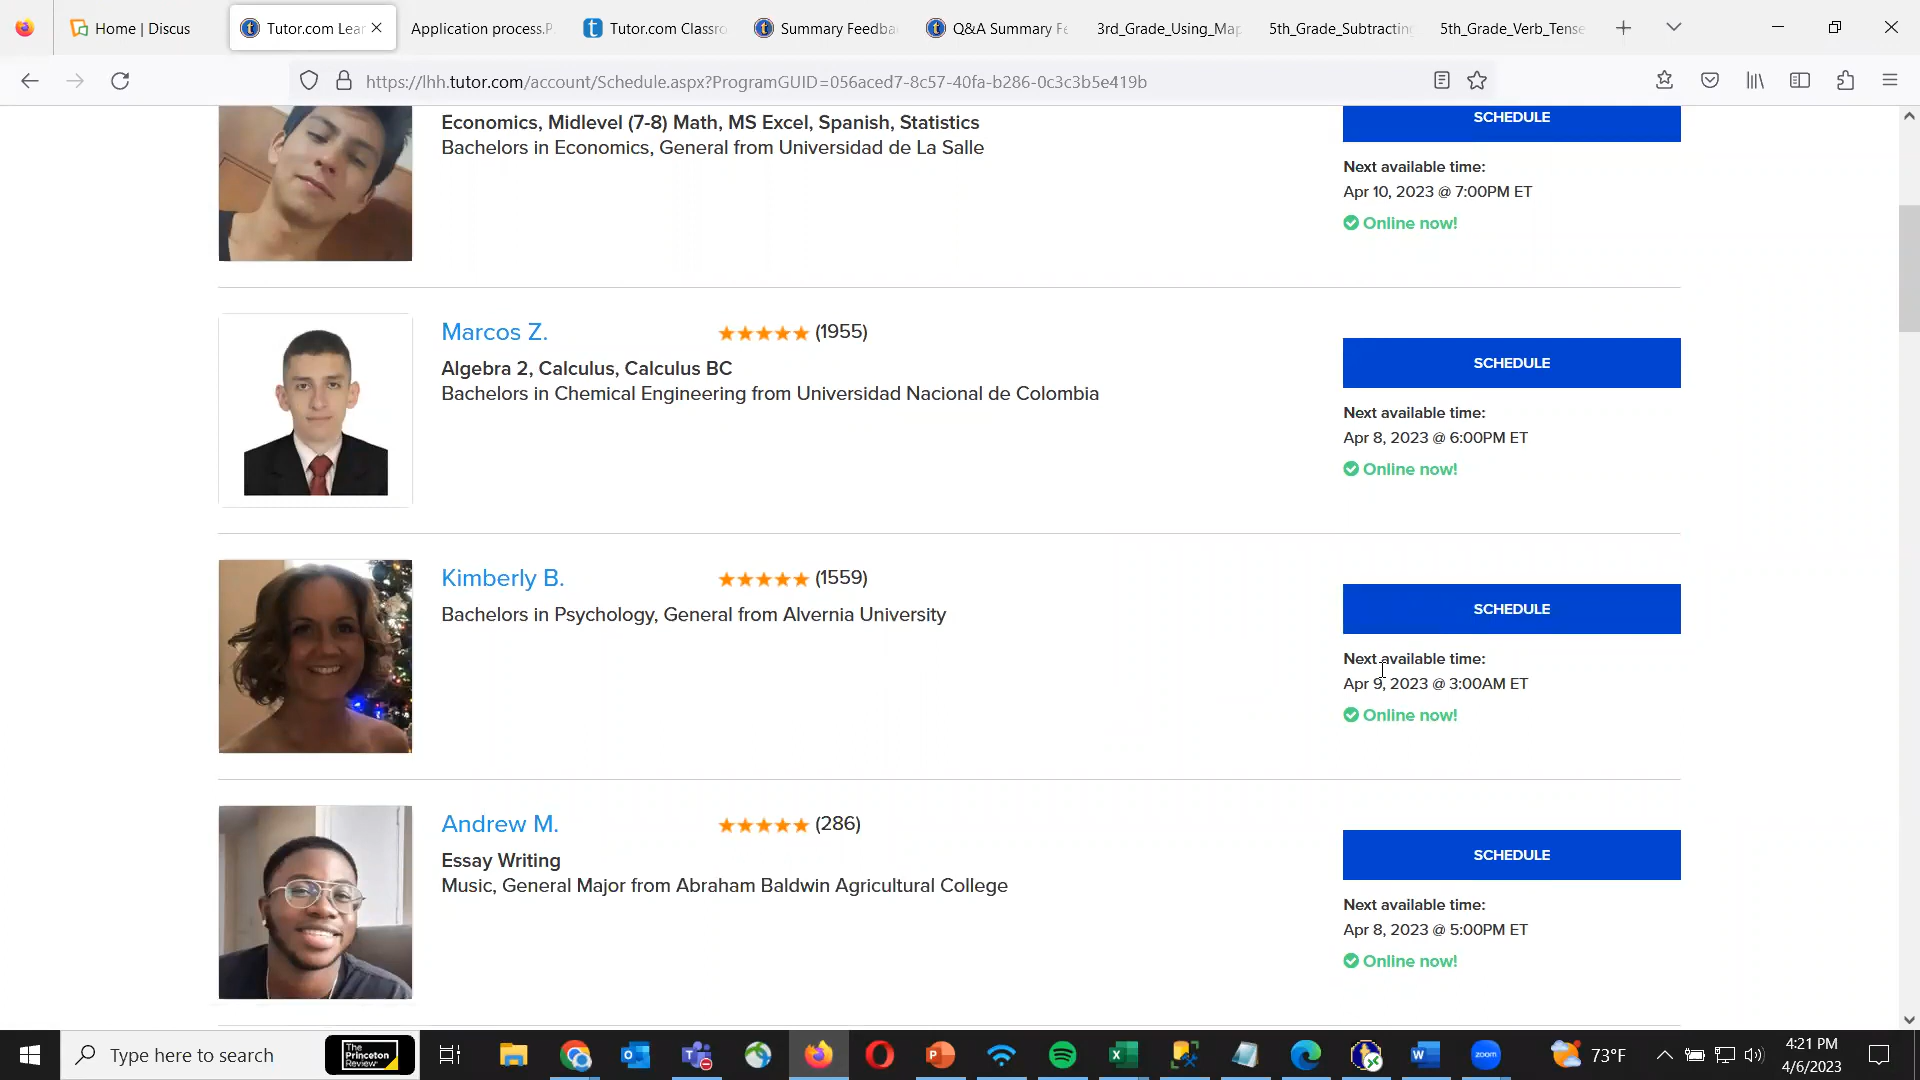 Home | Discus
Tutor.com Lear
Application process.P
Tutor.com Classro
Summary Feedba
Q&A Summary Fe
3rd_Grade_Using_Map
5th_Grade_Subtracting
5th_Grade_Verb_Tense
https://lhh.tutor.com/account/Schedule.aspx?ProgramGUID=056aced7-8c57-40fa-b286-0c3c3b5e419b
Economics, Midlevel (7-8) Math, MS Excel, Spanish, Statistics
Bachelors in Economics, General from Universidad de La Salle
SCHEDULE
Next available time:
Apr 10, 2023 @ 7:00PM ET
Online now!
Marcos Z.
(1955)
Algebra 2, Calculus, Calculus BC
Bachelors in Chemical Engineering from Universidad Nacional de Colombia
SCHEDULE
Next available time:
Apr 8, 2023 @ 6:00PM ET
Online now!
Kimberly B.
(1559)
Bachelors in Psychology, General from Alvernia University
SCHEDULE
Next available time:
Apr 9, 2023 @ 3:00AM ET
Online now!
Andrew M.
(286)
Essay Writing
Music, General Major from Abraham Baldwin Agricultural College
SCHEDULE
Next available time:
Apr 8, 2023 @ 5:00PM ET
Online now!
Type here to search
The
Princeton
Review
zoom
73°F
4:21 PM
4/6/2023